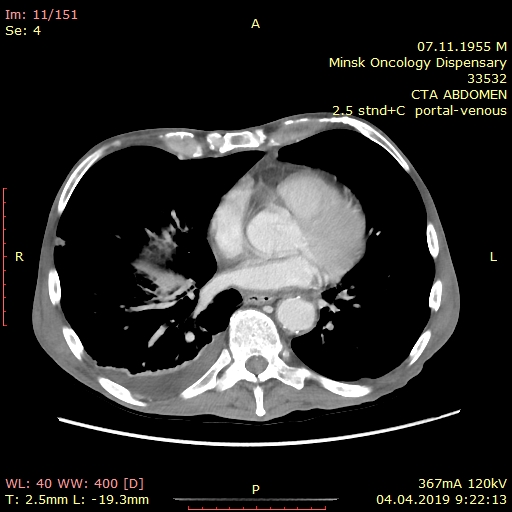 Im: 11/151
Se: 4
A
07.11.1955 M
Minsk Oncology Dispensary
33532
CTA ABDOMEN
2.5 stnd+C portal-venous
R
L
WL: 40 WW: 400 [D]
T: 2.5mm L: -19.3mm
P
367mA 120kV
04.04.2019 9:22:13